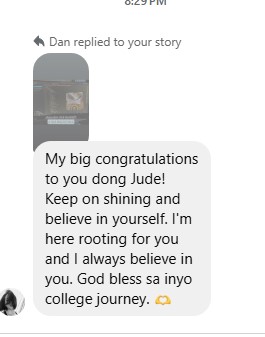 8:29 PM
Dan replied to your story
My big congratulations
to you dong Jude!
Keep on shining and
believe in yourself. I'm
here rooting for you
and I always believe in
you. God bless sa inyo
college journey. 🫶